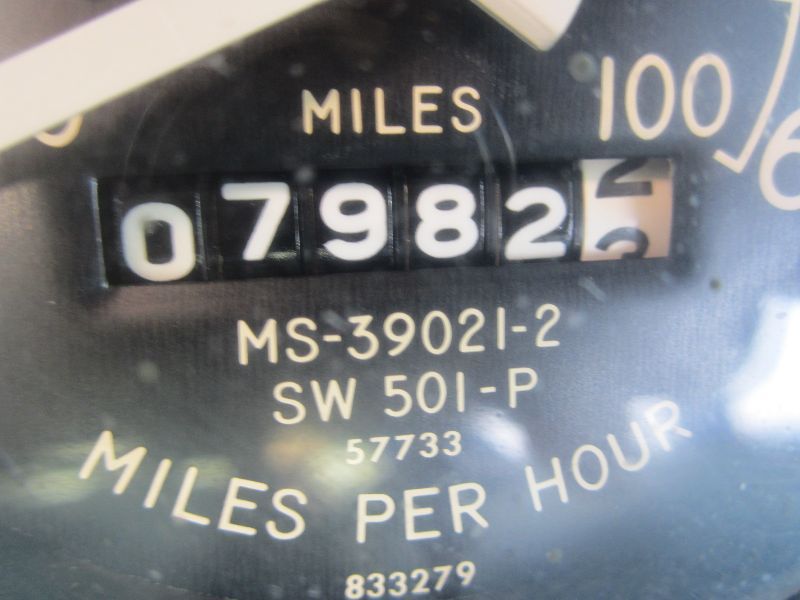 MILES 100
07982
MS-39021-2
SW 501-P
57733
MILES PER HOUR
833279